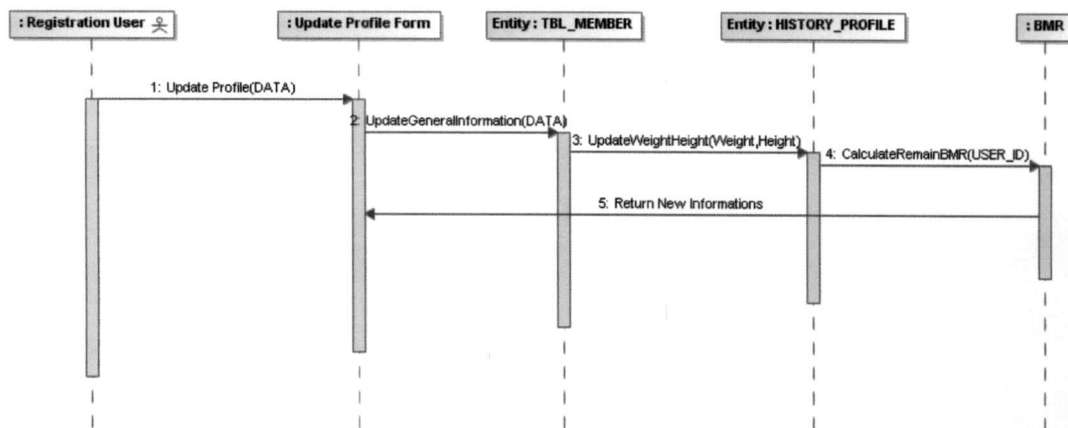 : Registration User
: Update Profile Form
Entity : TBL_MEMBER
Entity : HISTORY_PROFILE
: BMR
1: Update Profile(DATA)
2: UpdateGeneralInformation(DATA)
3: UpdateWeightHeight(Weight,Height)
4: CalculateRemainBMR(USER_ID)
5: Return New Informations